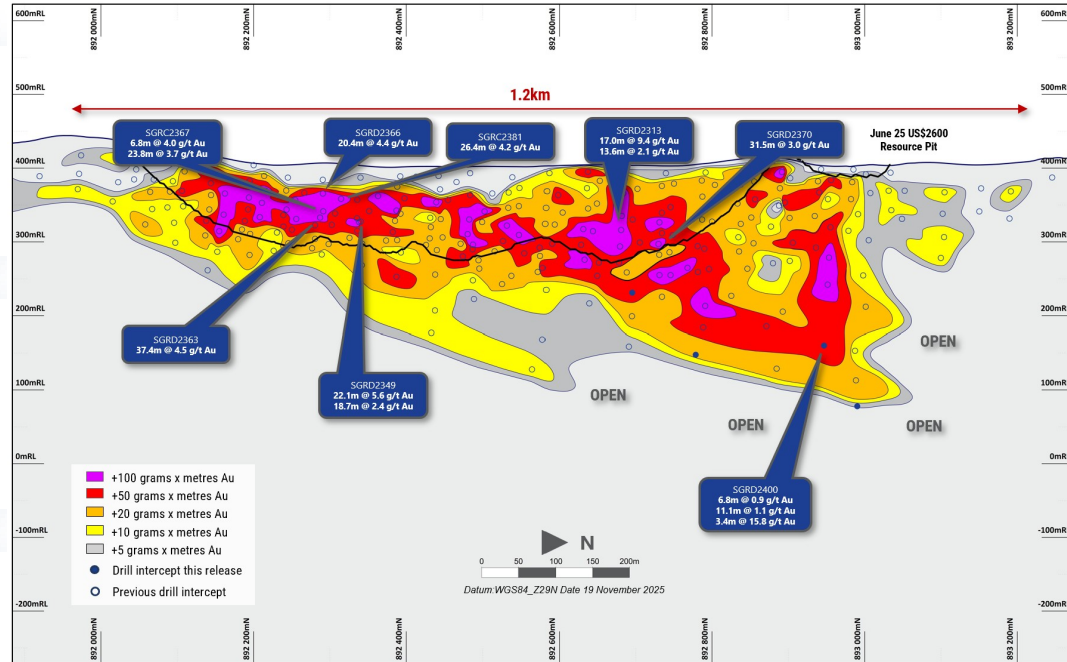 600mRL
600mRL
892 000mN
892 200mN
892 400mN
892 600mN
892 800mN
893 000mN
893 200mN
500mRL
500mRL
1.2km
SGRC2367
6.8m @ 4.0 g/t Au
23.8m @ 3.7 g/t Au
SGRD2366
20.4m @ 4.4 g/t Au
SGRC2381
26.4m @ 4.2 g/t Au
SGRD2313
17.0m @ 9.4 g/t Au
13.6m @ 2.1 g/t Au
SGRD2370
31.5m @ 3.0 g/t Au
June 25 US$2600
Resource Pit
400mRL
400mRL
300mRL
300mRL
200mRL
200mRL
SGRD2363
37.4m @ 4.5 g/t Au
SGRD2349
22.1m @ 5.6 g/t Au
18.7m @ 2.4 g/t Au
OPEN
OPEN
OPEN
OPEN
100mRL
100mRL
0mRL
0mRL
SGRD2400
6.8m @ 0.9 g/t Au
11.1m @ 1.1 g/t Au
3.4m @ 15.8 g/t Au
+100 grams x metres Au
+50 grams x metres Au
+20 grams x metres Au
+10 grams x metres Au
+5 grams x metres Au
Drill intercept this release
Previous drill intercept
-100mRL
-100mRL
N
0 50 100 150 200m
Datum:WGS84_Z29N Date 19 November 2025
-200mRL
-200mRL
892 000mN
892 200mN
892 400mN
892 600mN
892 800mN
893 000mN
893 200mN